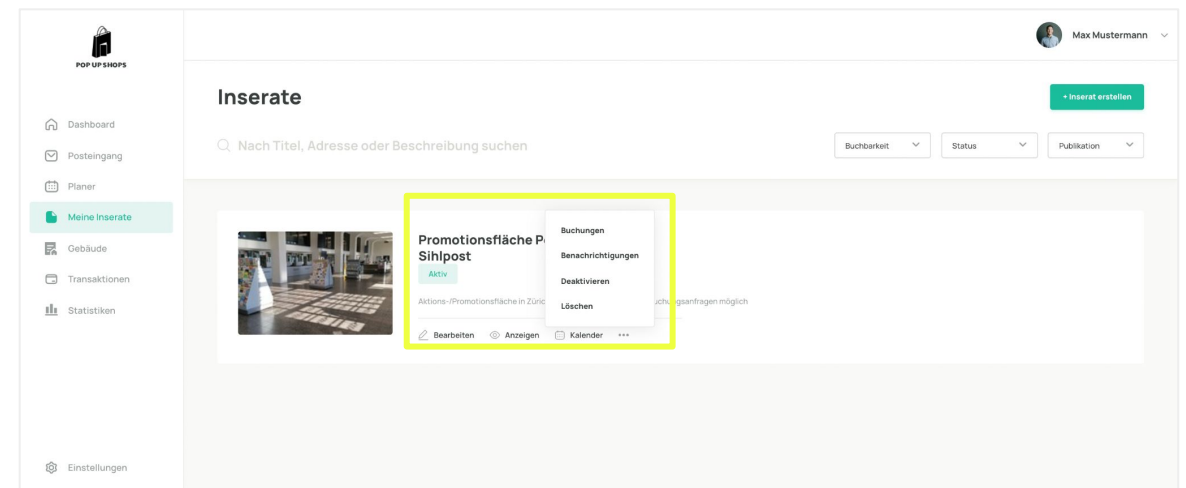 POP UP SHOPS
Max Mustermann
Inserate
+ Inserat erstellen
Nach Titel, Adresse oder Beschreibung suchen
Buchbarkeit
Status
Publikation
Dashboard
Posteingang
Planer
Meine Inserate
Gebäude
Transaktionen
Statistiken
Einstellungen
Promotionsfläche
Sihlpost
Aktiv
Aktions-/Promotionsfläche in möglich
Buchungen
Benachrichtigungen
Deaktivieren
Löschen
Bearbeiten
Anzeigen
Kalender